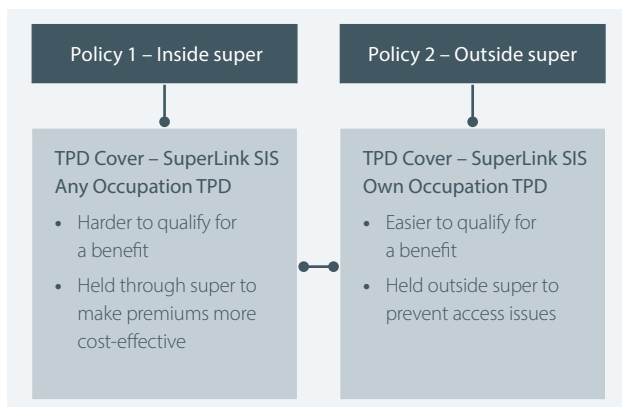 Policy 1 – Inside super
TPD Cover – SuperLink SIS
Any Occupation TPD
• Harder to qualify for
a benefit
• Held through super to
make premiums more
cost-effective
Policy 2 – Outside super
TPD Cover – SuperLink SIS
Own Occupation TPD
• Easier to qualify for
a benefit
• Held outside super to
prevent access issues